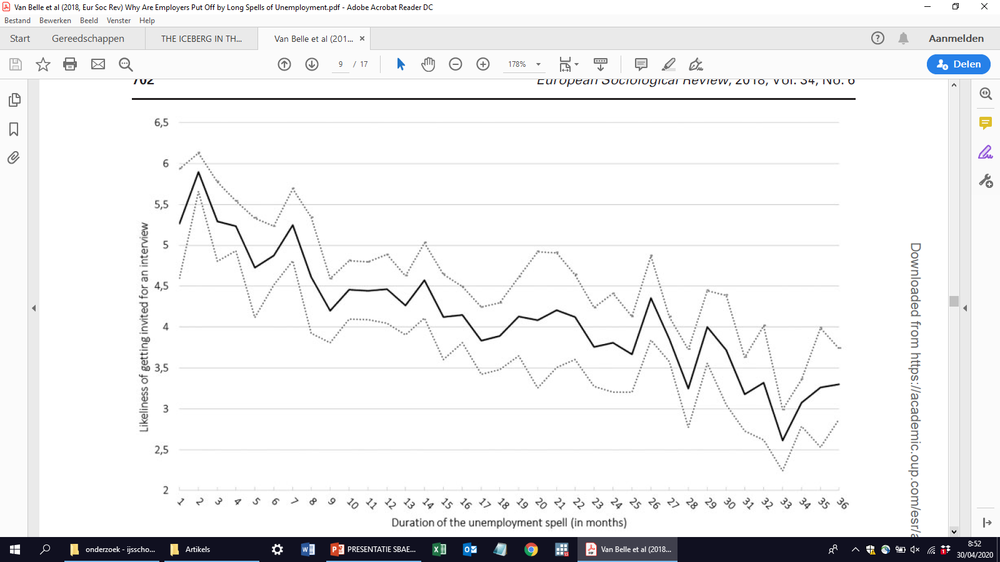 Van Belle et al (2018, Eur Soc Rev) Why Are Employers Put Off by Long Spells of Unemployment.pdf - Adobe Acrobat Reader DC
Bestand Bewerken Beeld Venster Help
Start Gereedschappen THE ICEBERG IN TH... Van Belle et al (201... × Aanmelden
9 / 17 178% Delen
702 European Sociological Review, 2018, Vol. 34, No. 6
6,5
6
5,5
5
4,5
4
3,5
3
2,5
2
Likeliness of getting invited for an interview
1 2 3 4 5 6 7 8 9 10 11 12 13 14 15 16 17 18 19 20 21 22 23 24 25 26 27 28 29 30 31 32 33 34 35 36
Duration of the unemployment spell (in months)
Downloaded from https://academic.oup.com/esr/a
onderzoek - ijsscho... Artikels PRESENTATIE SBAE... Van Belle et al (2018... 8:52
30/04/2020